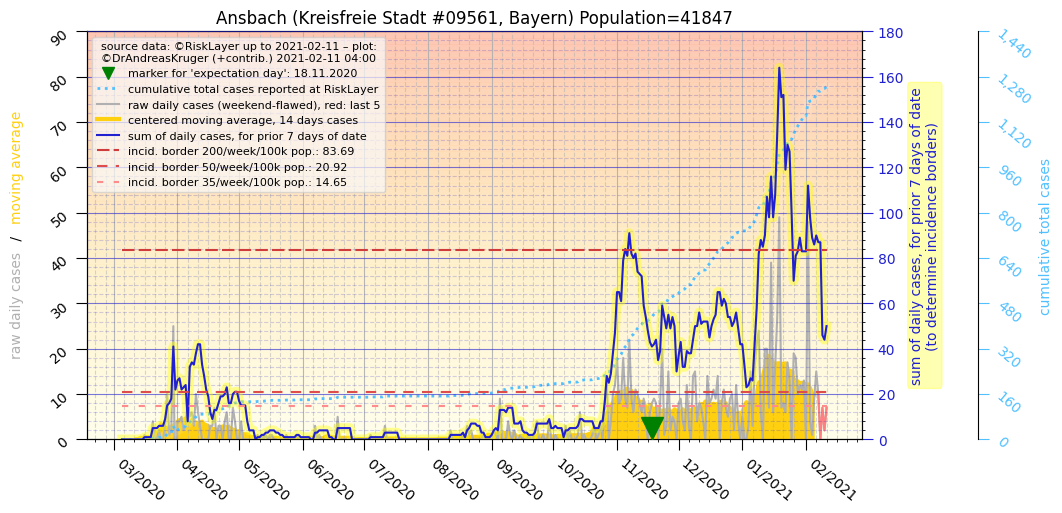 Ansbach (Kreisfreie Stadt #09561, Bayern) Population=41847
source data: ©RiskLayer up to 2021-02-11 – plot:
©DrAndreasKruger (+contrib.) 2021-02-11 04:00
marker for 'expectation day': 18.11.2020
cumulative total cases reported at RiskLayer
raw daily cases (weekend-flawed), red: last 5
centered moving average, 14 days cases
sum of daily cases, for prior 7 days of date
incid. border 200/week/100k pop.: 83.69
incid. border 50/week/100k pop.: 20.92
incid. border 35/week/100k pop.: 14.65
raw daily cases / moving average
90
80
70
60
50
40
30
20
10
0
180
160
140
120
100
80
60
40
20
0
sum of daily cases, for prior 7 days of date
(to determine incidence borders)
1,440
1,280
1,120
960
800
640
480
320
160
0
cumulative total cases
03/2020
04/2020
05/2020
06/2020
07/2020
08/2020
09/2020
10/2020
11/2020
12/2020
01/2021
02/2021